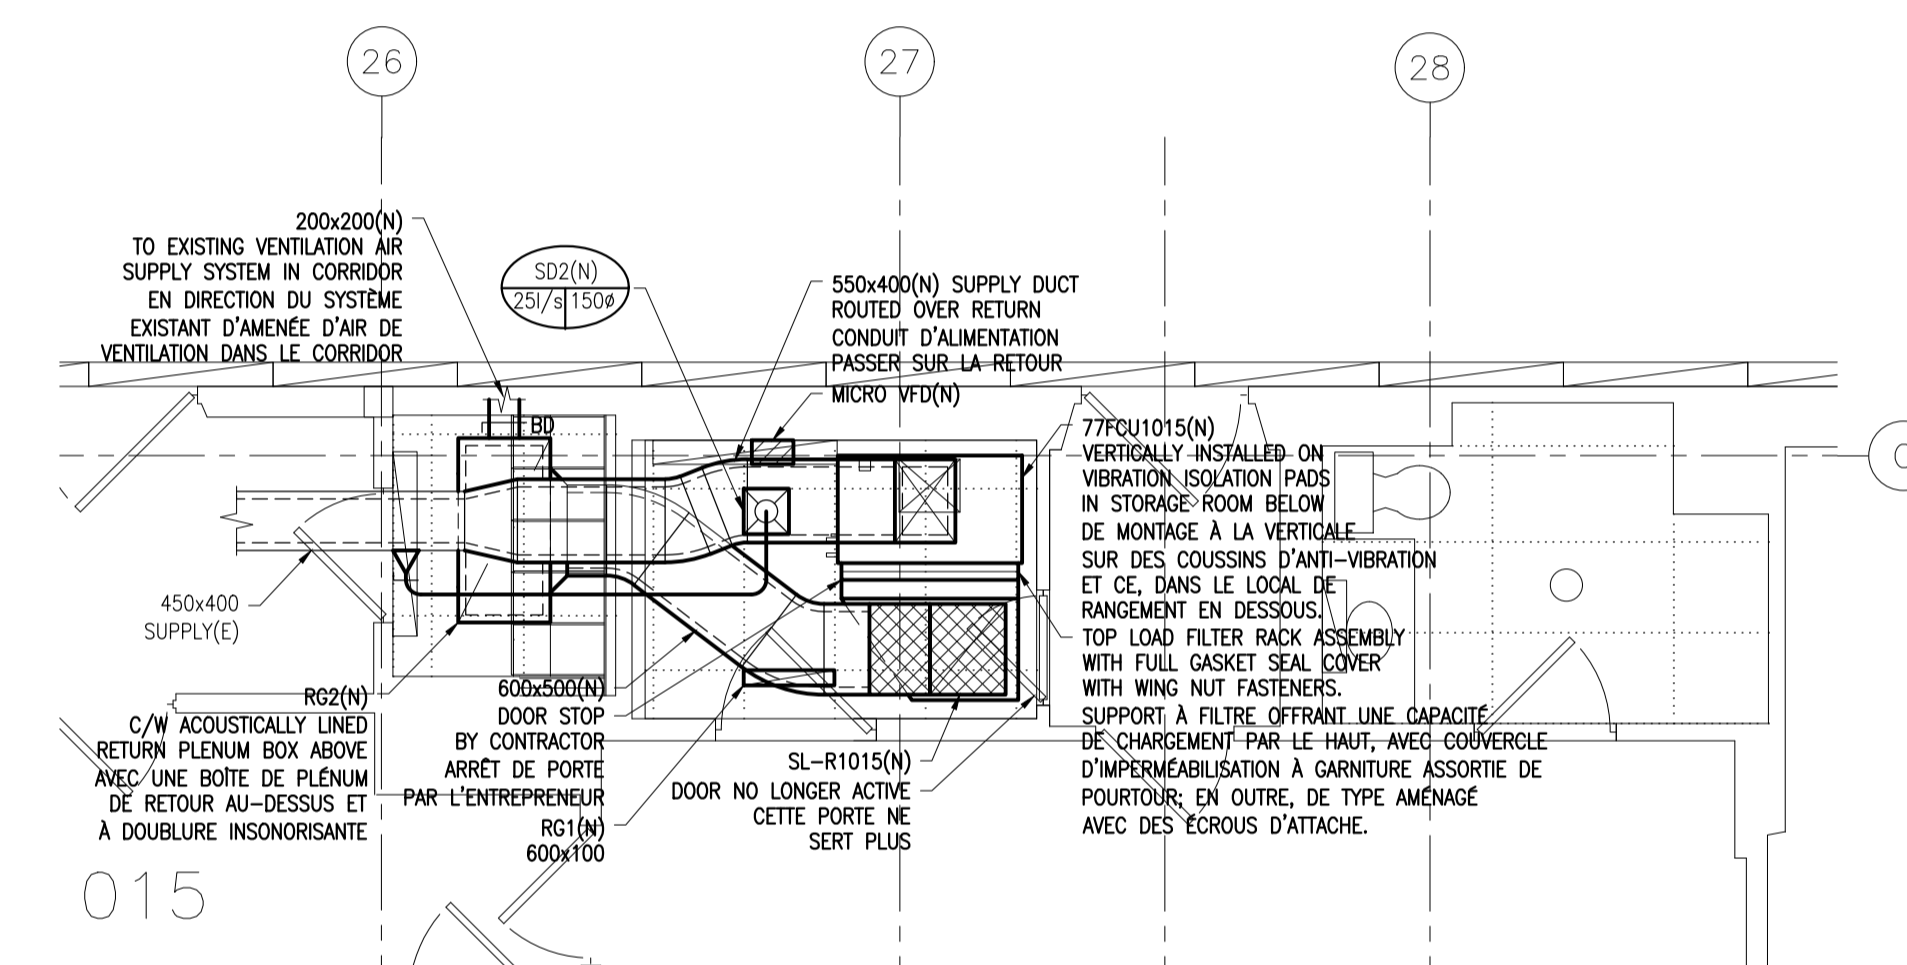 26
27
28
200x200(N)
TO EXISTING VENTILATION AIR
SUPPLY SYSTEM IN CORRIDOR
EN DIRECTION DU SYSTÈME
EXISTANT D'AMENÉE D'AIR DE
VENTILATION DANS LE CORRIDOR
SD2(N)
25l/s 150ø
550x400(N) SUPPLY DUCT
ROUTED OVER RETURN
CONDUIT D'ALIMENTATION
PASSER SUR LA RETOUR
MICRO VFD(N)
BD
77FCU1015(N)
VERTICALLY INSTALLED ON
VIBRATION ISOLATION PADS
IN STORAGE ROOM BELOW
DE MONTAGE À LA VERTICALE
SUR DES COUSSINS D'ANTI-VIBRATION
ET CE, DANS LE LOCAL DE
RANGEMENT EN DESSOUS.
TOP LOAD FILTER RACK ASSEMBLY
WITH FULL GASKET SEAL COVER
WITH WING NUT FASTENERS.
SUPPORT À FILTRE OFFRANT UNE CAPACITÉ
DE CHARGEMENT PAR LE HAUT, AVEC COUVERCLE
D'IMPERMÉABILISATION À GARNITURE ASSORTIE DE
POURTOUR; EN OUTRE, DE TYPE AMÉNAGÉ
AVEC DES ÉCROUS D'ATTACHE.
450x400
SUPPLY(E)
RG2(N)
C/W ACOUSTICALLY LINED
RETURN PLENUM BOX ABOVE
AVEC UNE BOÎTE DE PLÉNUM
DE RETOUR AU-DESSUS ET
À DOUBLURE INSONORISANTE
600x500(N)
DOOR STOP
BY CONTRACTOR
ARRÊT DE PORTE
PAR L'ENTREPRENEUR
RG1(N)
600x100
SL-R1015(N)
DOOR NO LONGER ACTIVE
CETTE PORTE NE
SERT PLUS
015